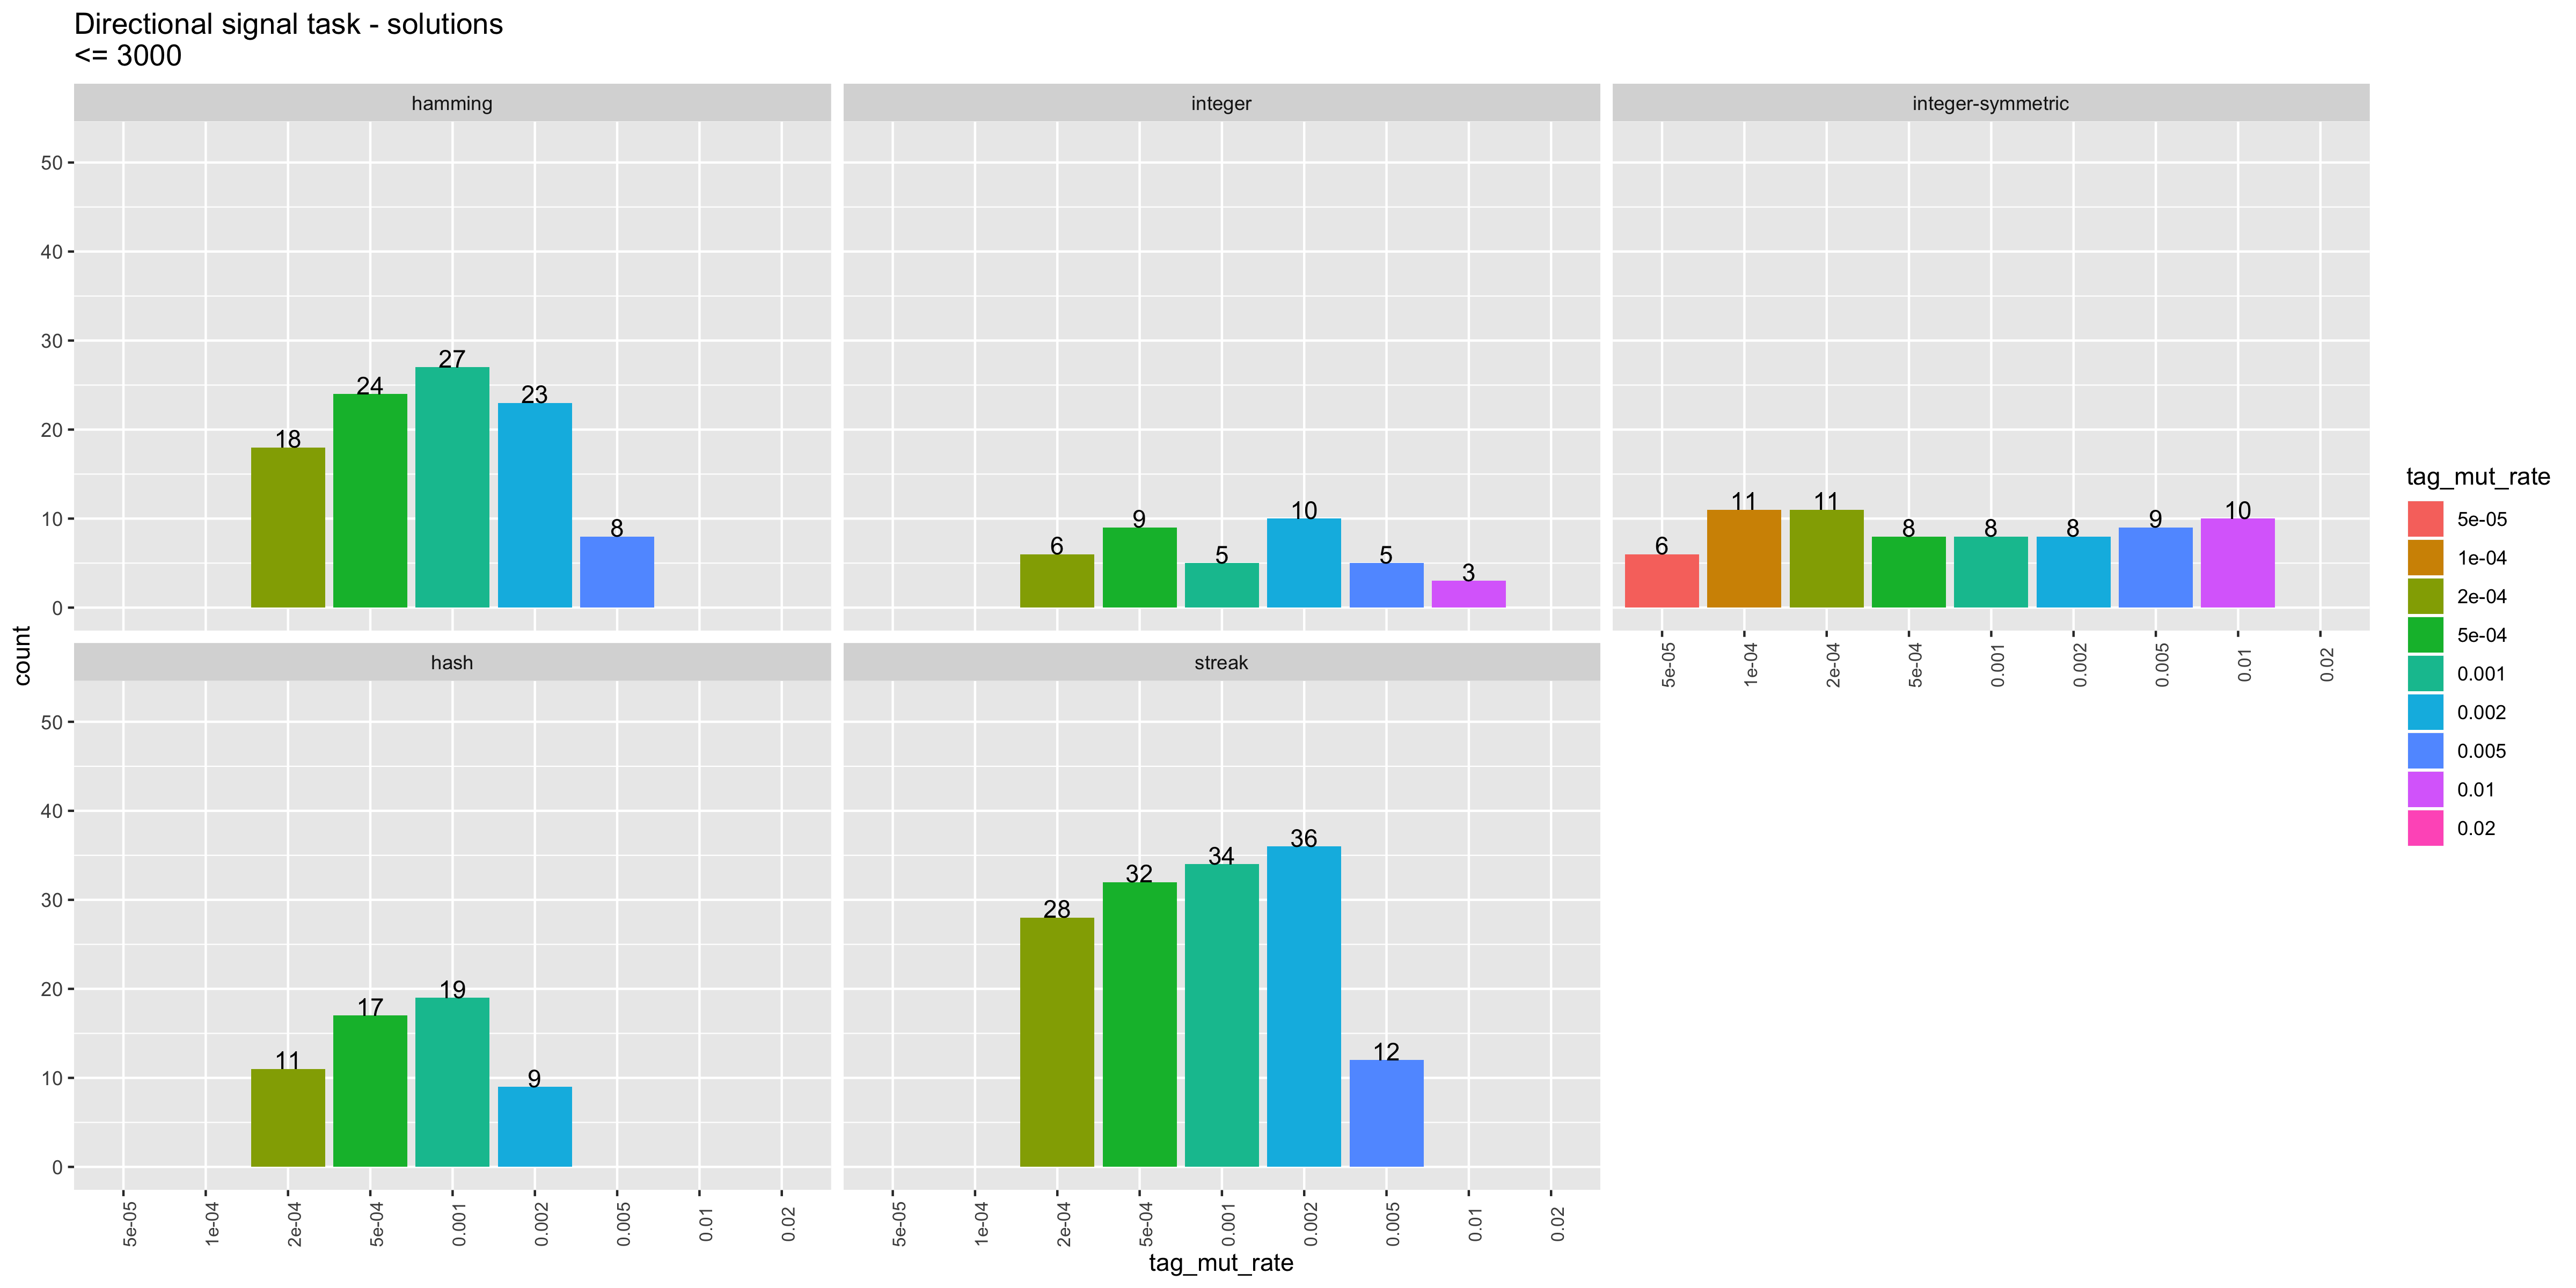 Directional signal task - solutions
<= 3000
hamming
integer
integer-symmetric
50
40
30
20
10
0
18
24
27
23
8
6
9
5
10
5
3
6
11
11
8
8
8
9
10
5e-05
1e-04
2e-04
5e-04
0.001
0.002
0.005
0.01
0.02
count
hash
streak
50
40
30
20
10
0
11
17
19
9
28
32
34
36
12
5e-05
1e-04
2e-04
5e-04
0.001
0.002
0.005
0.01
0.02
5e-05
1e-04
2e-04
5e-04
0.001
0.002
0.005
0.01
0.02
tag_mut_rate
tag_mut_rate
5e-05
1e-04
2e-04
5e-04
0.001
0.002
0.005
0.01
0.02